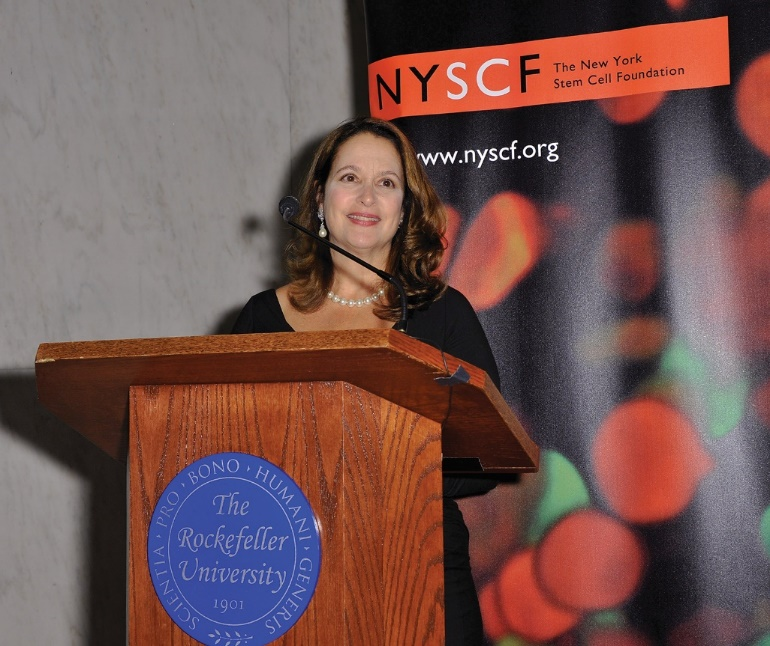 NYSCF
The New York
Stem Cell Foundation
www.nyscf.org
SCIENTIA · PRO · BONO · HUMANI · GENERIS
The
Rockefeller
University
1901